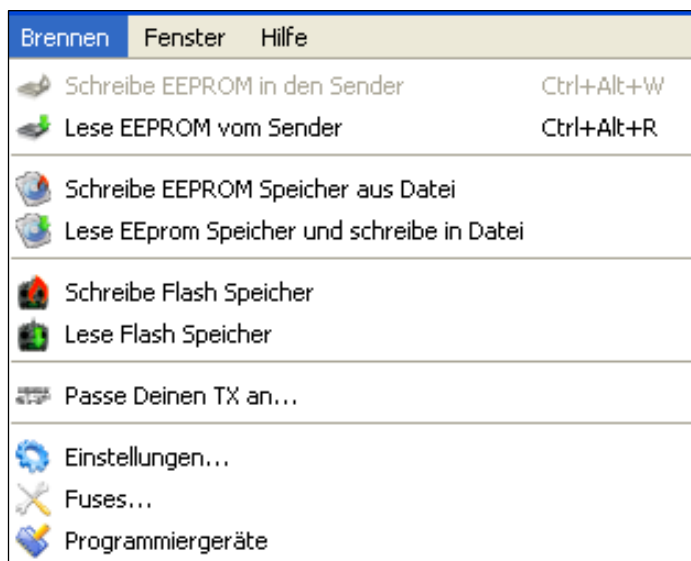 Brennen Fenster Hilfe
Schreibe EEPROM in den Sender Ctrl+Alt+W
Lese EEPROM vom Sender Ctrl+Alt+R
Schreibe EEPROM Speicher aus Datei
Lese EEprom Speicher und schreibe in Datei
Schreibe Flash Speicher
Lese Flash Speicher
Passe Deinen TX an...
Einstellungen...
Fuses...
Programmiergeräte